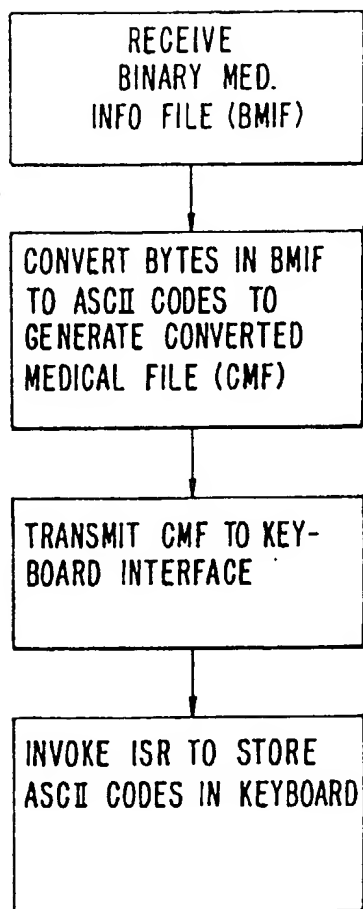 RECEIVE
BINARY MED.
INFO FILE (BMIF)
CONVERT BYTES IN BMIF
TO ASCII CODES TO
GENERATE CONVERTED
MEDICAL FILE (CMF)
TRANSMIT CMF TO KEY-
BOARD INTERFACE
INVOKE ISR TO STORE
ASCII CODES IN KEYBOARD